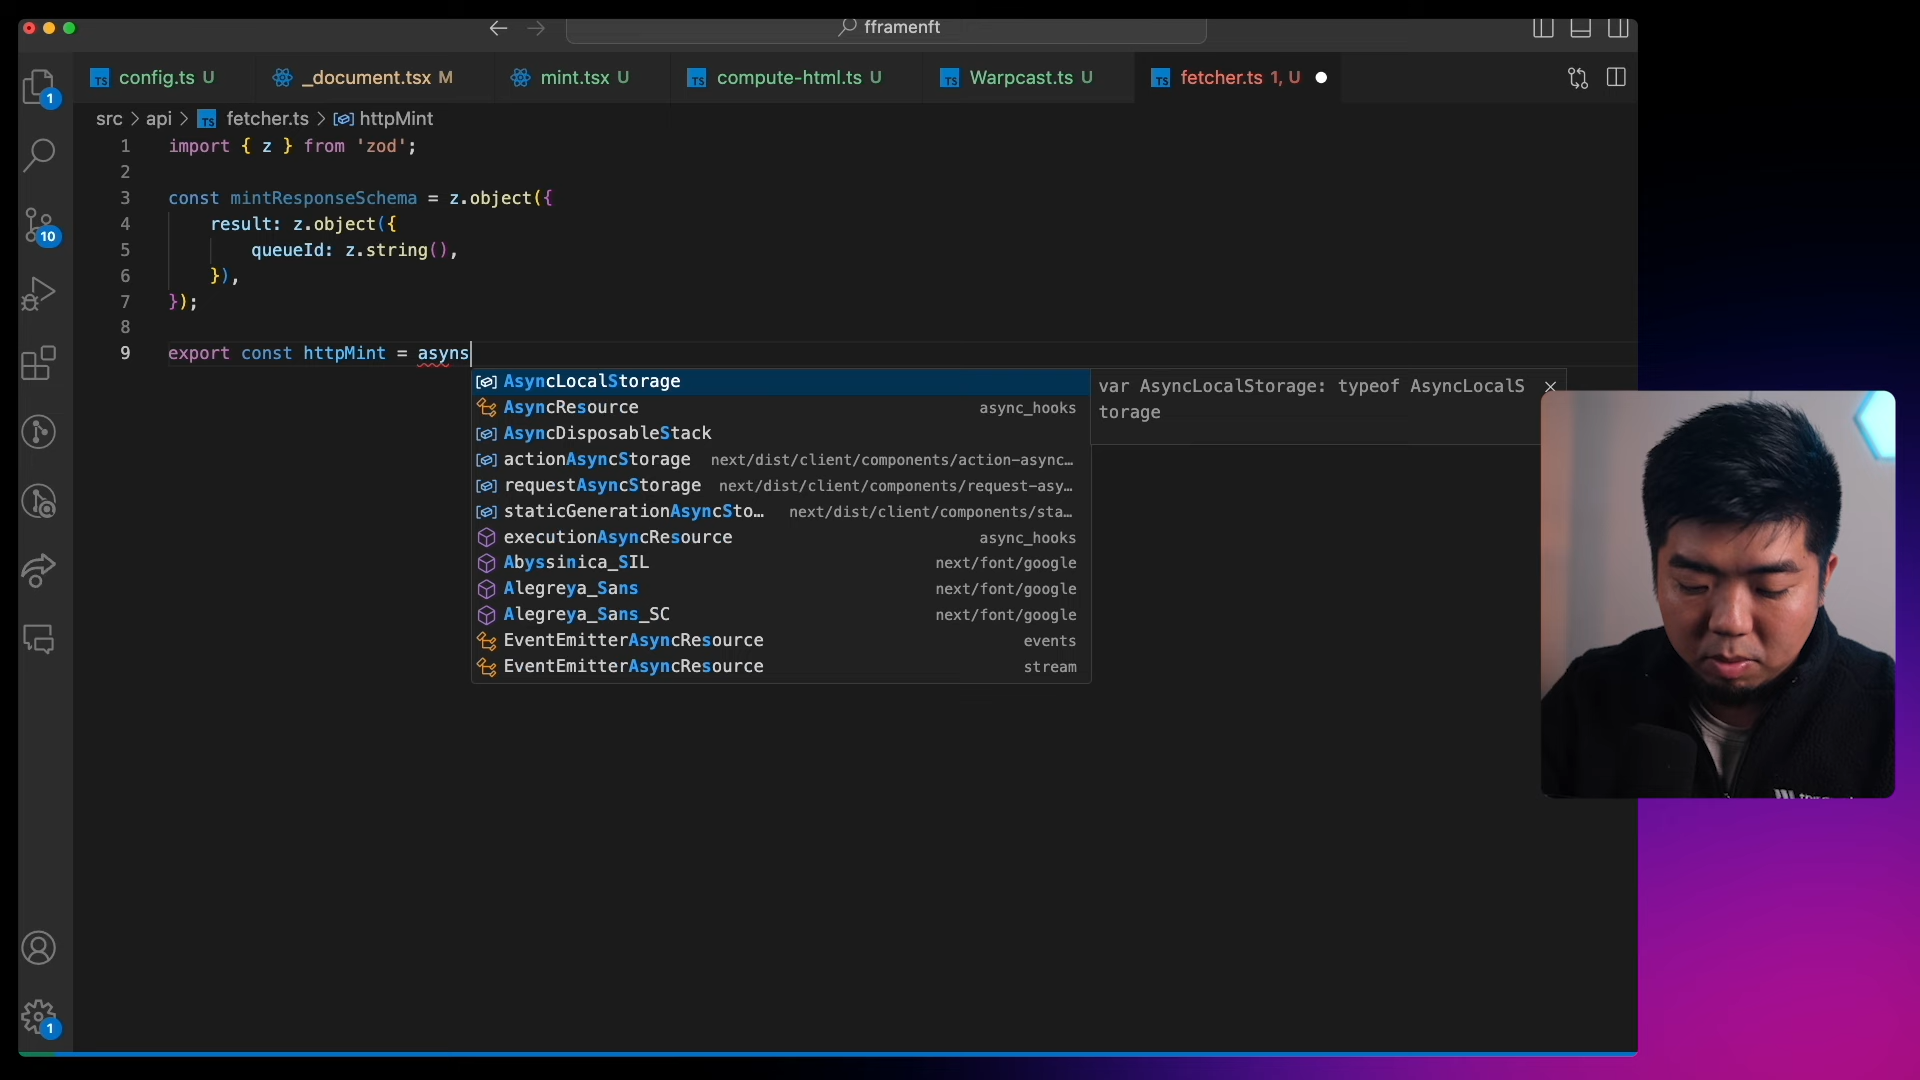 fframenft
config.ts U
_document.tsx M
mint.tsx U
compute-html.ts U
Warpcast.ts U
fetcher.ts 1, U
1
src > api > fetcher.ts > httpMint
1 import { z } from 'zod';
2
3 const mintResponseSchema = z.object({
4 result: z.object({
5 queueId: z.string(),
6 }),
7 });
8
9 export const httpMint = asyns
10
AsyncLocalStorage
AsyncResource async_hooks
AsyncDisposableStack
actionAsyncStorage next/dist/client/components/action-async…
requestAsyncStorage next/dist/client/components/request-asy…
staticGenerationAsyncSto… next/dist/client/components/sta…
executionAsyncResource async_hooks
Abyssinica_SIL next/font/google
Alegreya_Sans next/font/google
Alegreya_Sans_SC next/font/google
EventEmitterAsyncResource events
EventEmitterAsyncResource stream
var AsyncLocalStorage: typeof AsyncLocalS
torage
1